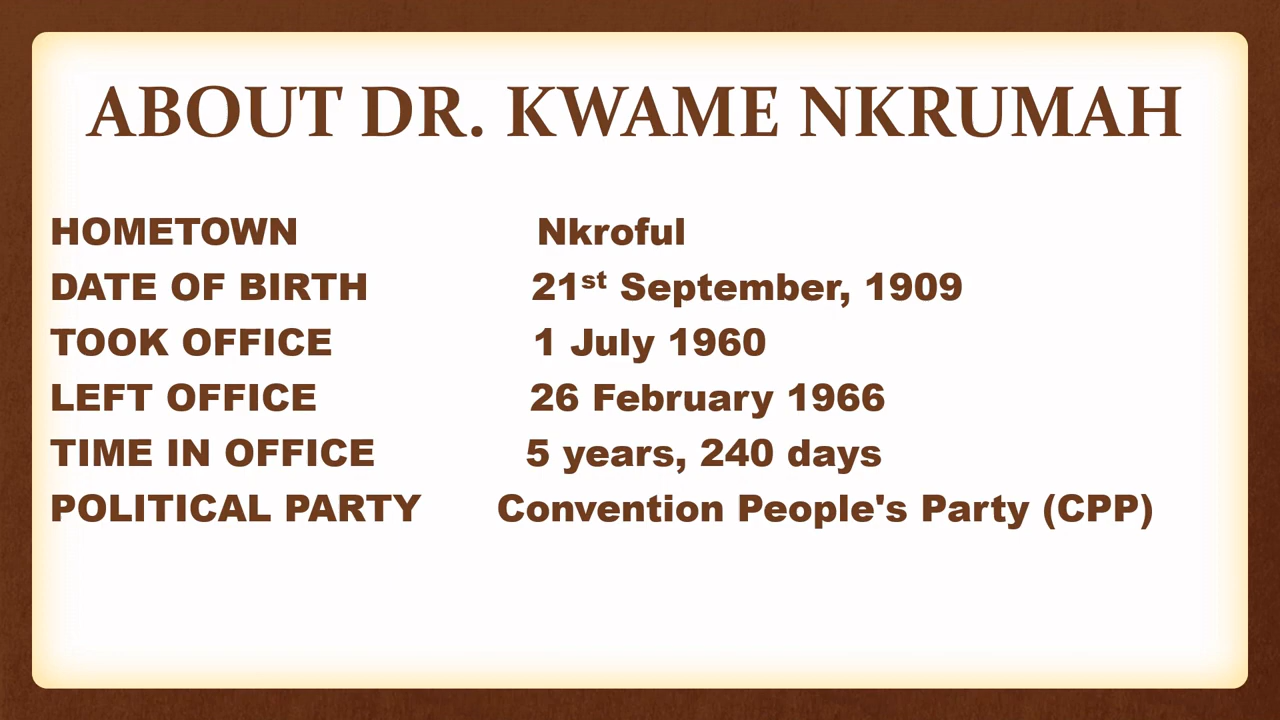 ABOUT DR. KWAME NKRUMAH
HOMETOWN Nkroful
DATE OF BIRTH 21st September, 1909
TOOK OFFICE 1 July 1960
LEFT OFFICE 26 February 1966
TIME IN OFFICE 5 years, 240 days
POLITICAL PARTY Convention People's Party (CPP)